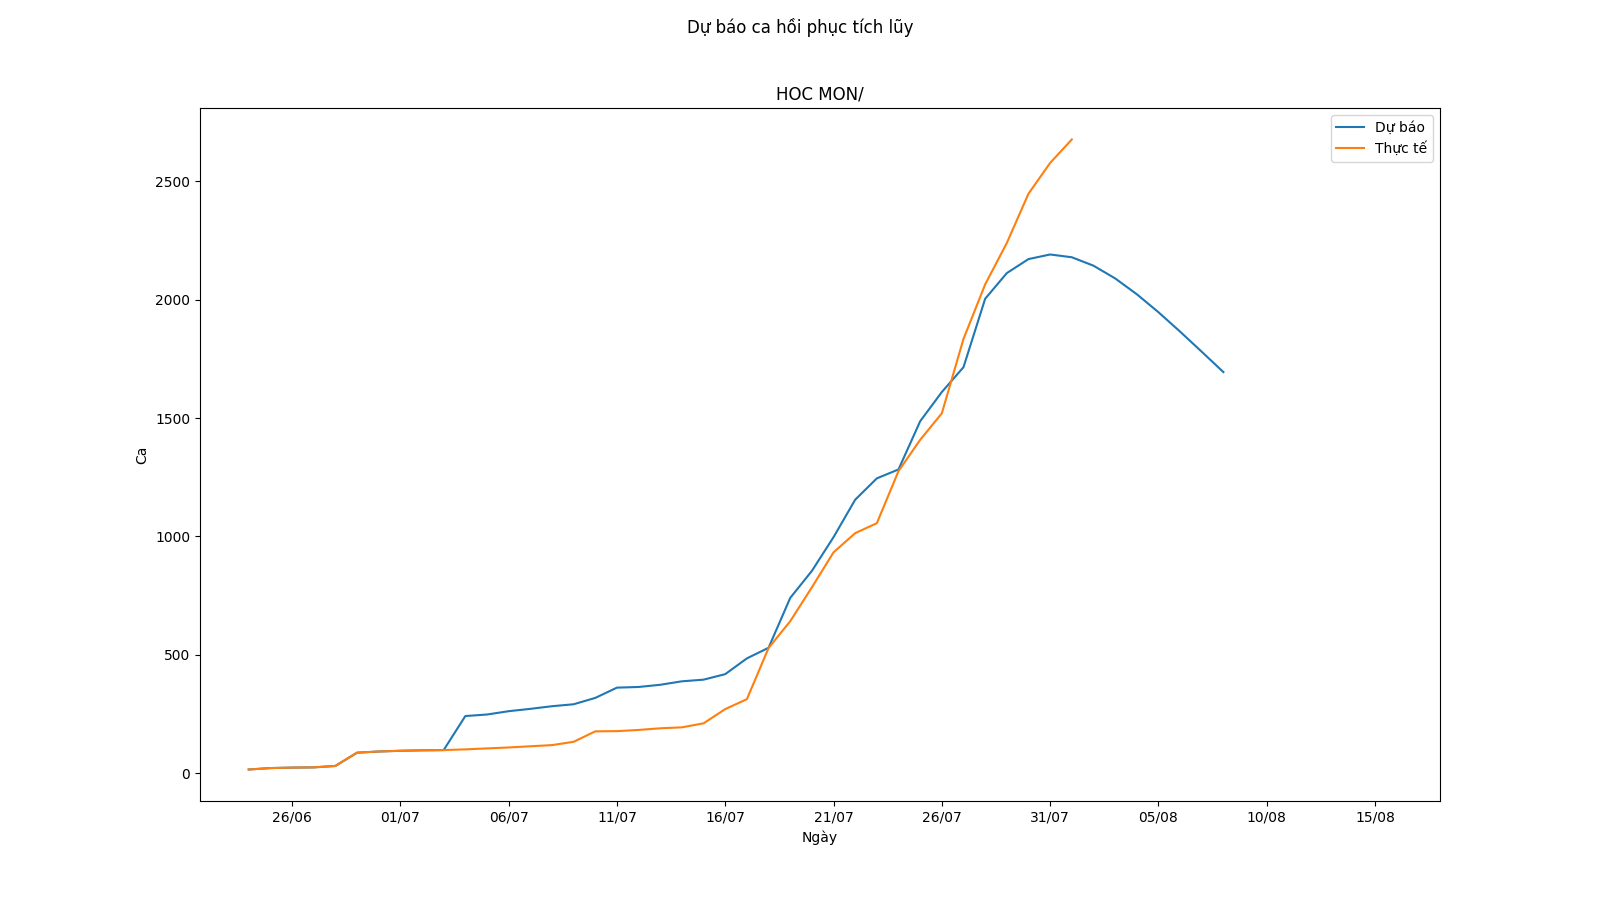 Dự báo ca hồi phục tích lũy
HOC MON/
Dự báo
Thực tế
2500
2000
1500
1000
500
0
Ca
26/06 01/07 06/07 11/07 16/07 21/07 26/07 31/07 05/08 10/08 15/08
Ngày